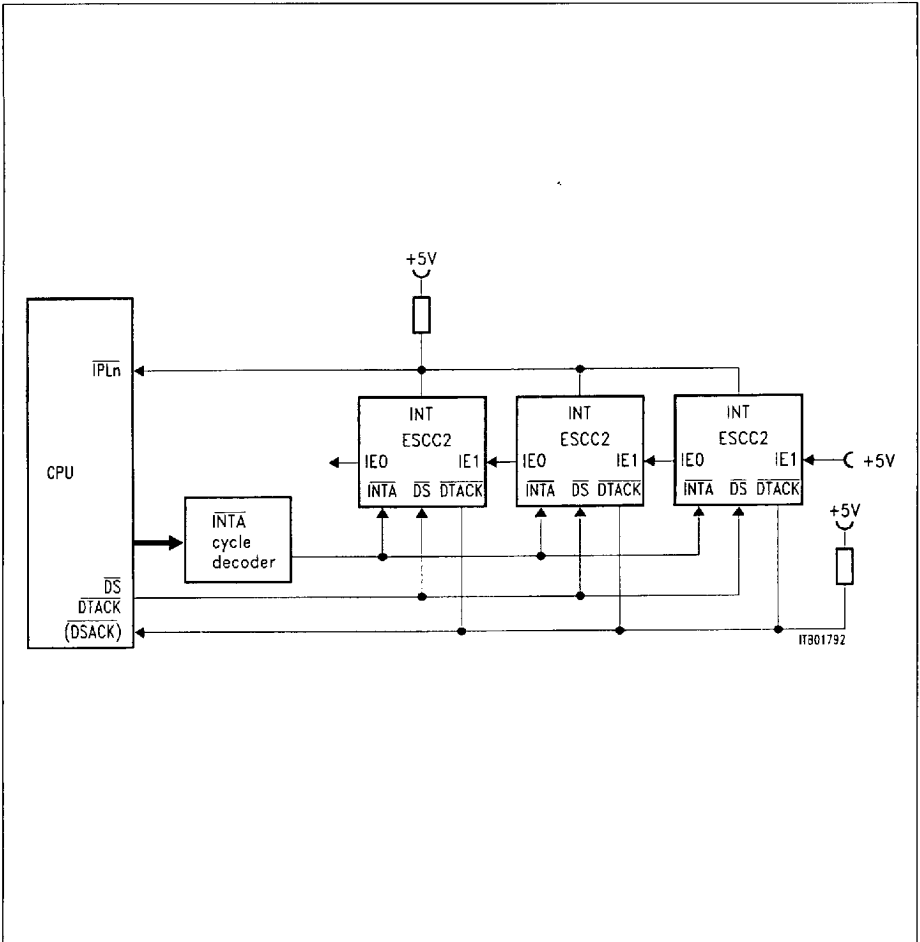 +5V
IPLn
INT
INT
INT
ESCC2
ESCC2
ESCC2
IE0
IE1
IE0
IE1
IE0
IE1
+5V
CPU
INTA
DS
DTACK
INTA
DS
DTACK
INTA
DS
DTACK
+5V
INTA
cycle
decoder
DS
DTACK
(DSACK)
ITB01792